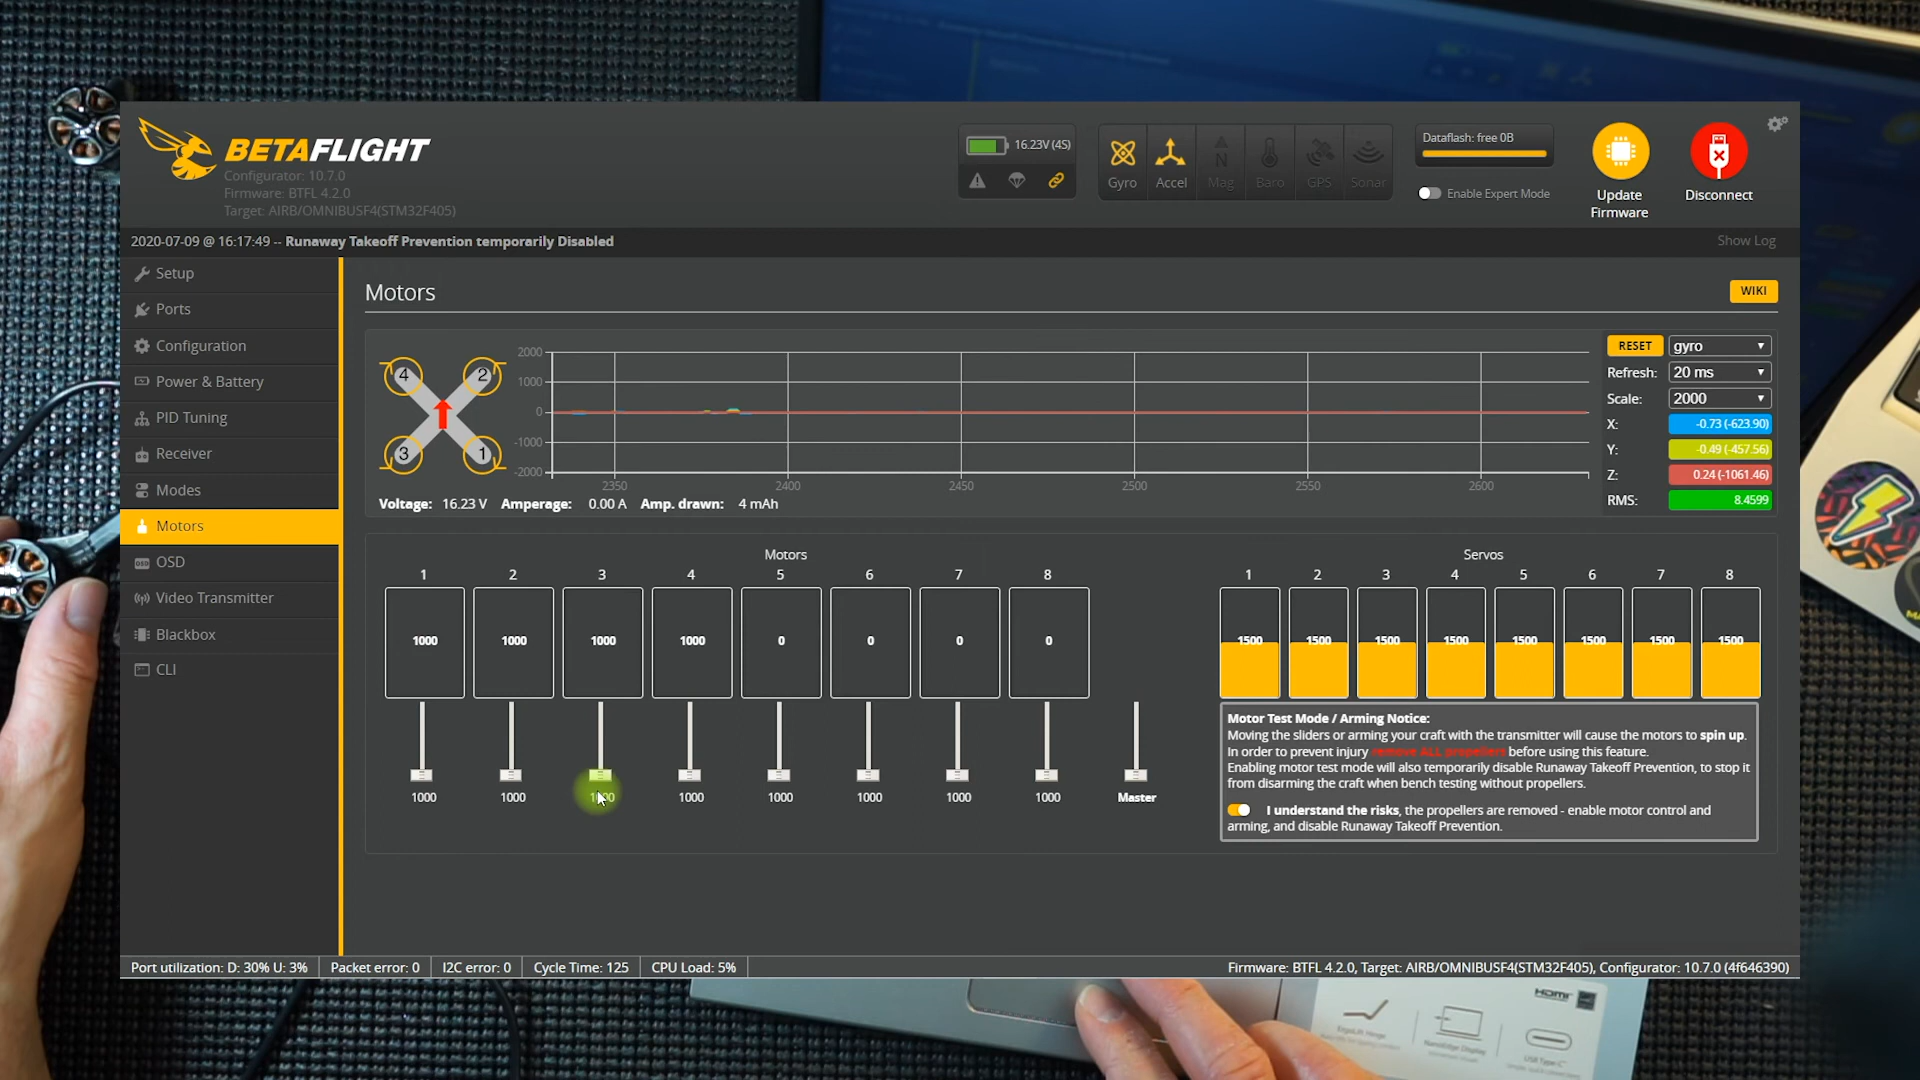 BETAFLIGHT
Configurator: 10.7.0
Firmware: BTFL 4.2.0
Target: AIRB/OMNIBUSF4(STM32F405)
16.23V (4S)
Gyro
Accel
Mag
Baro
GPS
Sonar
Dataflash: free 0B
Enable Expert Mode
Update
Firmware
Disconnect
2020-07-09 @ 16:17:49 -- Runaway Takeoff Prevention temporarily Disabled
Show Log
Setup
Ports
Configuration
Power & Battery
PID Tuning
Receiver
Modes
Motors
OSD
Video Transmitter
Blackbox
CLI
Motors
WIKI
4
2
3
1
2000
1000
0
-1000
-2000
2350
2400
2450
2500
2550
2600
RESET gyro
Refresh: 20 ms
Scale: 2000
X: -0.73 (-623.90)
Y: -0.49 (-457.56)
Z: 0.24 (-1061.46)
RMS: 8.4599
Voltage: 16.23 V Amperage: 0.00 A Amp. drawn: 4 mAh
Motors
1 2 3 4 5 6 7 8
1000 1000 1000 1000 0 0 0 0
1000 1000 1000 1000 1000 1000 1000 1000 Master
Servos
1 2 3 4 5 6 7 8
1500 1500 1500 1500 1500 1500 1500 1500
Motor Test Mode / Arming Notice:
Moving the sliders or arming your craft with the transmitter will cause the motors to spin up.
In order to prevent injury remove ALL propellers before using this feature.
Enabling motor test mode will also temporarily disable Runaway Takeoff Prevention, to stop it
from disarming the craft when bench testing without propellers.
I understand the risks, the propellers are removed - enable motor control and
arming, and disable Runaway Takeoff Prevention.
Port utilization: D: 30% U: 3%
Packet error: 0
I2C error: 0
Cycle Time: 125
CPU Load: 5%
Firmware: BTFL 4.2.0, Target: AIRB/OMNIBUSF4(STM32F405), Configurator: 10.7.0 (4f646390)
HDMI
ErgoLift Hinge
NanoEdge Display
USB Type-C